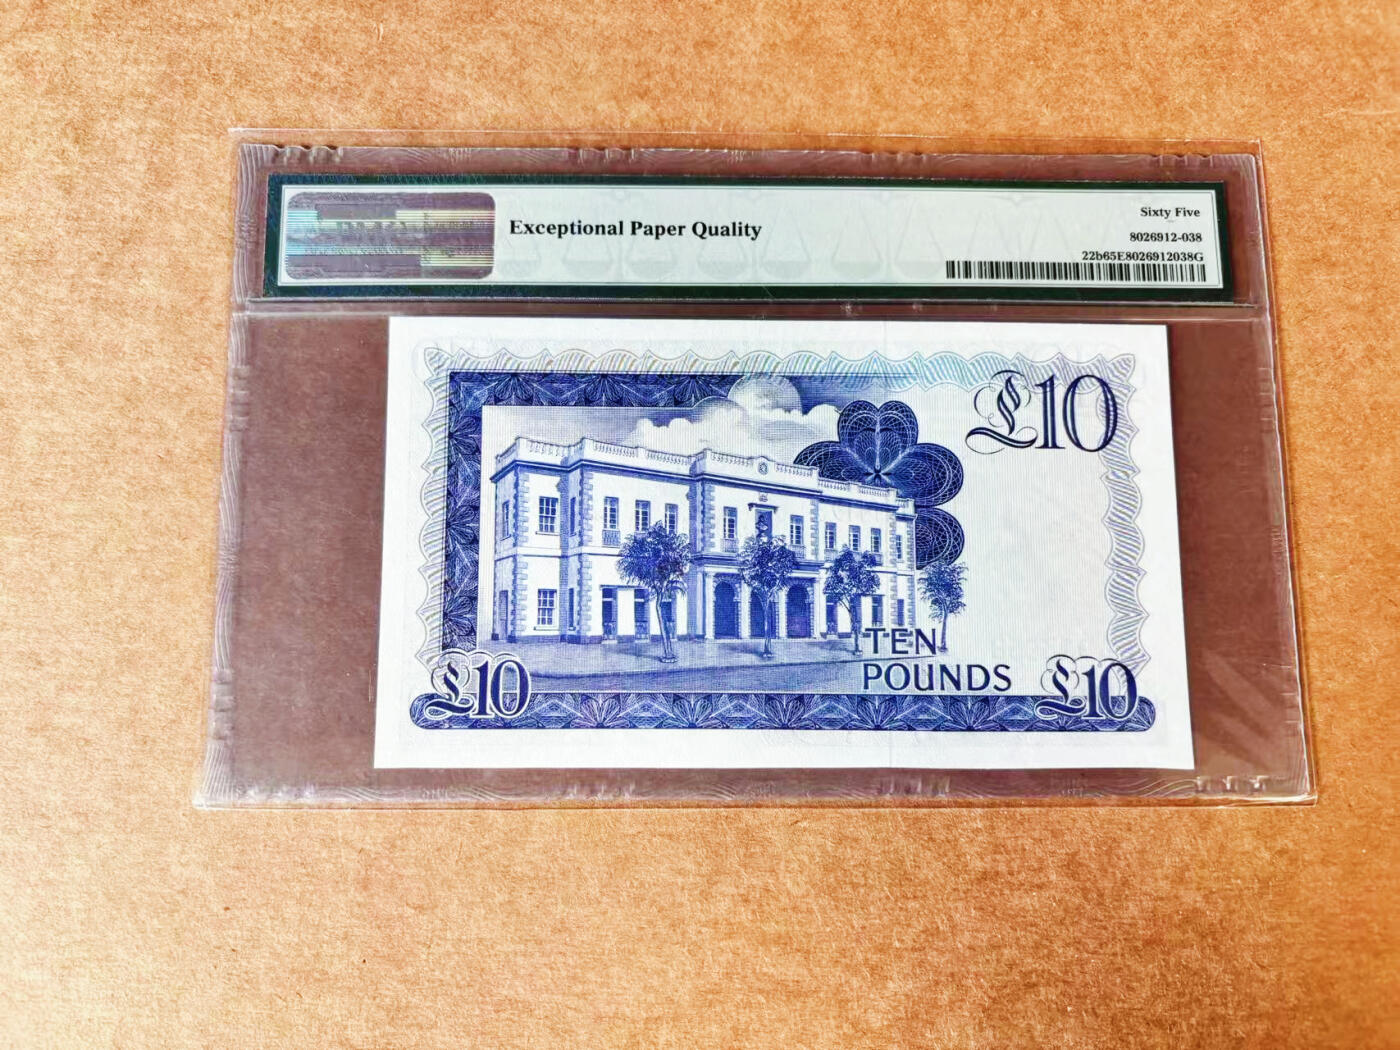 Exceptional Paper Quality
Sixty Five
8026912-038
22b65E8026912038G
£10
TEN
POUNDS
£10
£10